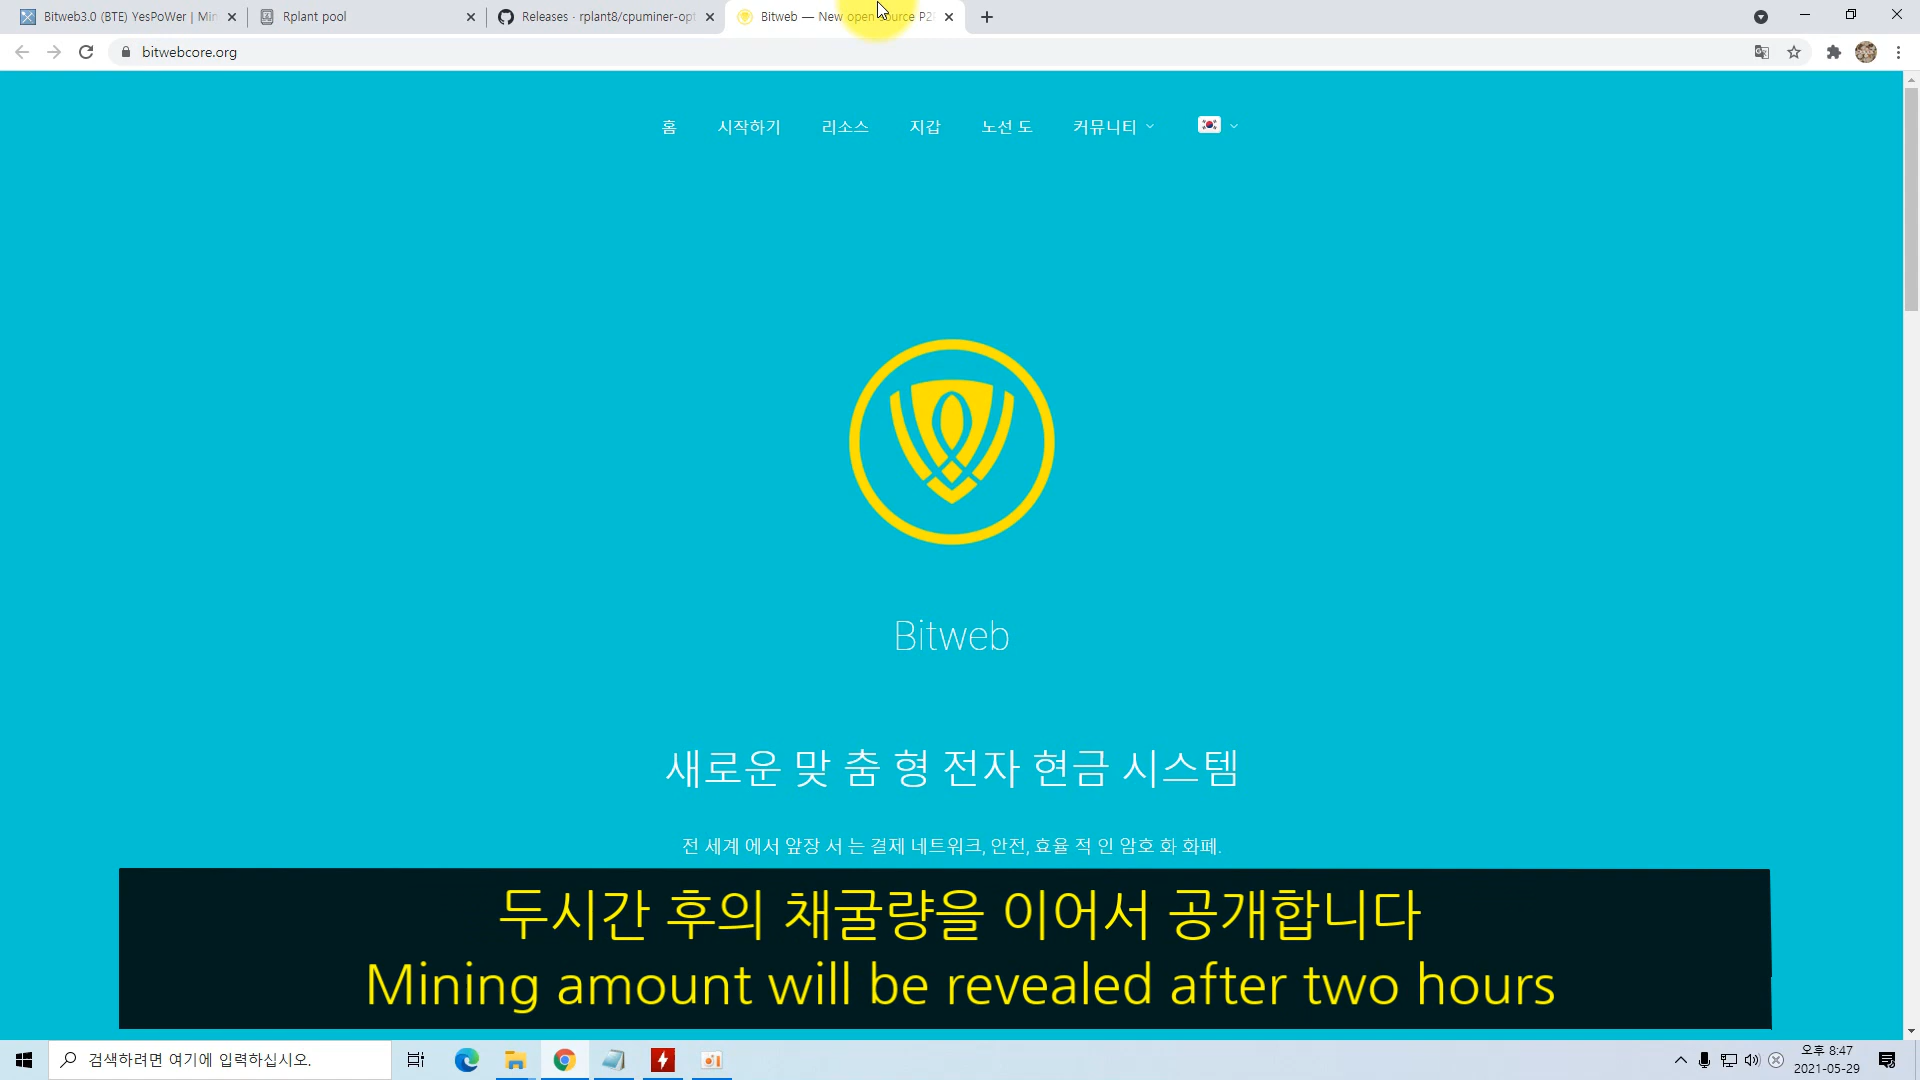 Bitweb3.0 (BTE) YesPoWer | Min
Rplant pool
Releases · rplant8/cpuminer-opt
Bitweb — New open source P2
bitwebcore.org
홈 시작하기 리소스 지갑 노선 도 커뮤니티
Bitweb
새로운 맞 춤 형 전자 현금 시스템
전 세계 에서 앞장 서 는 결제 네트워크, 안전, 효율 적 인 암호 화 화폐.
두시간 후의 채굴량을 이어서 공개합니다
Mining amount will be revealed after two hours
검색하려면 여기에 입력하십시오.
오후 8:47
2021-05-29